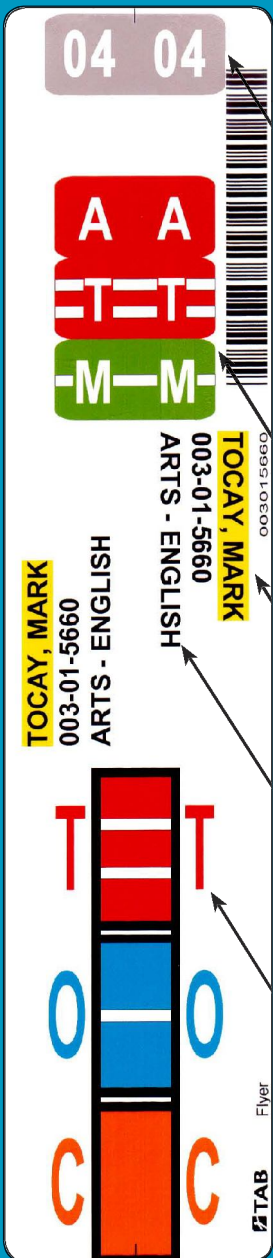 04 04
A A
T T
M M
003015660
TOCAY, MARK
003-01-5660
ARTS - ENGLISH
TOCAY, MARK
003-01-5660
ARTS - ENGLISH
T T
O O
C C
TAB Flyer